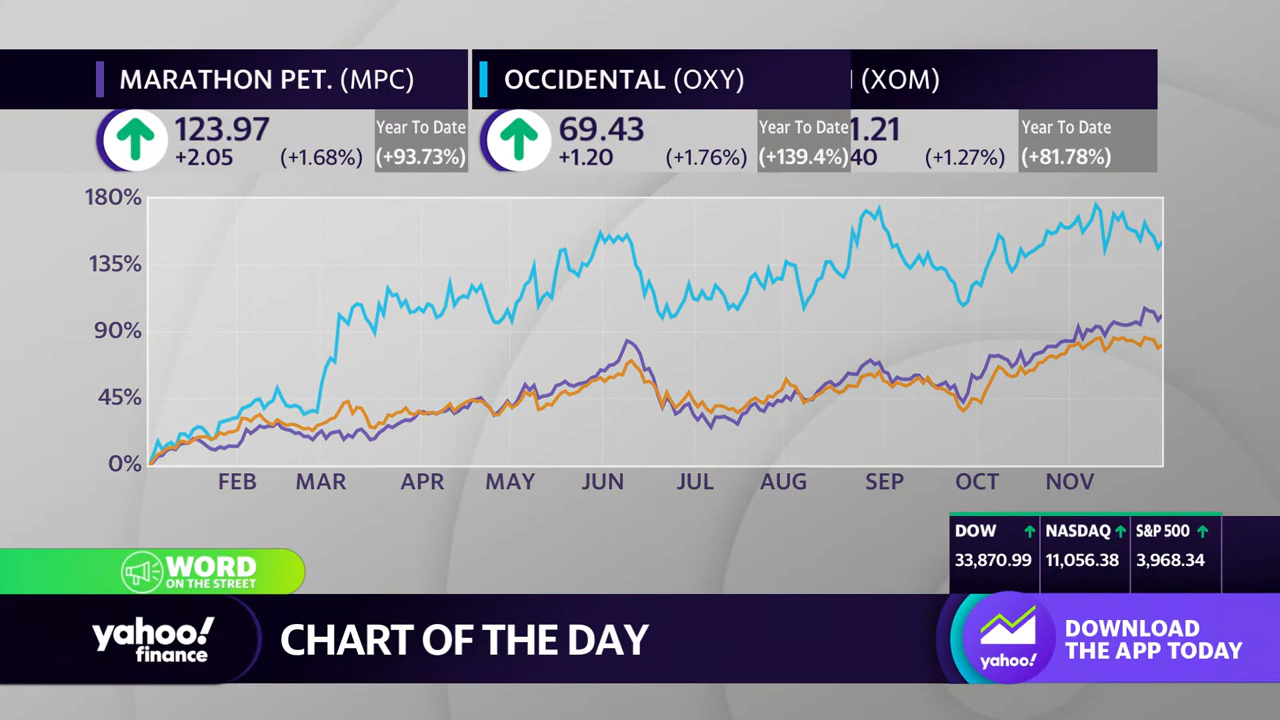 MARATHON PET. (MPC)
123.97
+2.05 (+1.68%)
Year To Date
(+93.73%)
OCCIDENTAL (OXY)
69.43
+1.20 (+1.76%)
Year To Date
(+139.4%)
(XOM)
1.21
40 (+1.27%)
Year To Date
(+81.78%)
180%
135%
90%
45%
0%
FEB MAR APR MAY JUN JUL AUG SEP OCT NOV
DOW
33,870.99
NASDAQ
11,056.38
S&P 500
3,968.34
WORD
ON THE STREET
yahoo!
finance
CHART OF THE DAY
yahoo!
DOWNLOAD
THE APP TODAY